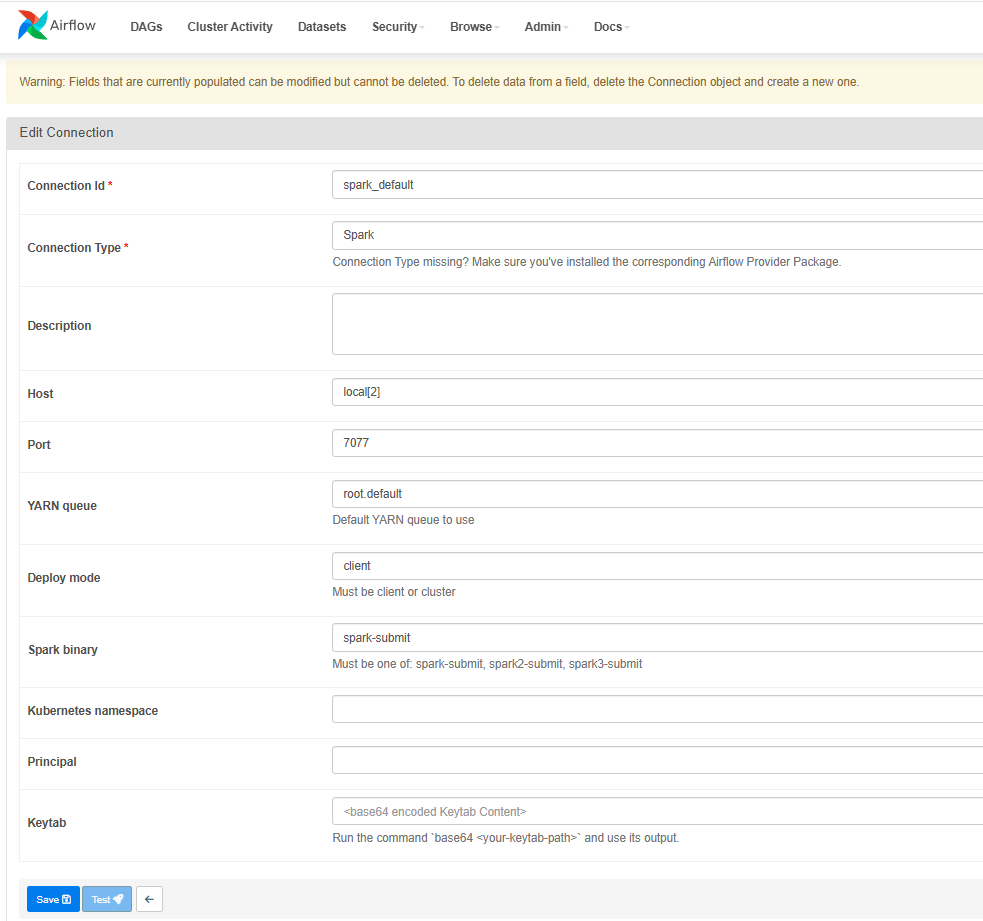 Airflow DAGs Cluster Activity Datasets Security Browse Admin Docs
Warning: Fields that are currently populated can be modified but cannot be deleted. To delete data from a field, delete the Connection object and create a new one.
Edit Connection
Connection Id * spark_default
Connection Type * Spark
Connection Type missing? Make sure you've installed the corresponding Airflow Provider Package.
Description
Host local[2]
Port 7077
YARN queue root.default
Default YARN queue to use
Deploy mode client
Must be client or cluster
Spark binary spark-submit
Must be one of: spark-submit, spark2-submit, spark3-submit
Kubernetes namespace
Principal
Keytab <base64 encoded Keytab Content>
Run the command `base64 <your-keytab-path>` and use its output.
Save Test